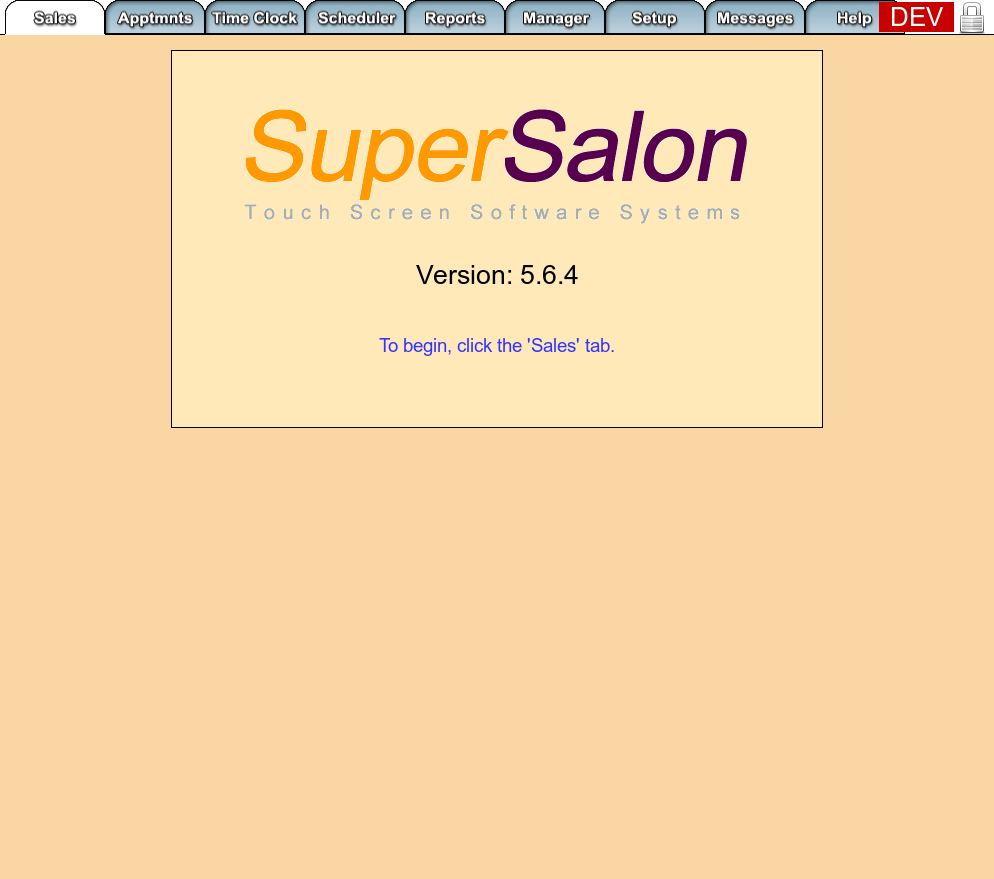 Sales Apptmnts Time Clock Scheduler Reports Manager Setup Messages Help DEV
SuperSalon
Touch Screen Software Systems
Version: 5.6.4
To begin, click the 'Sales' tab.